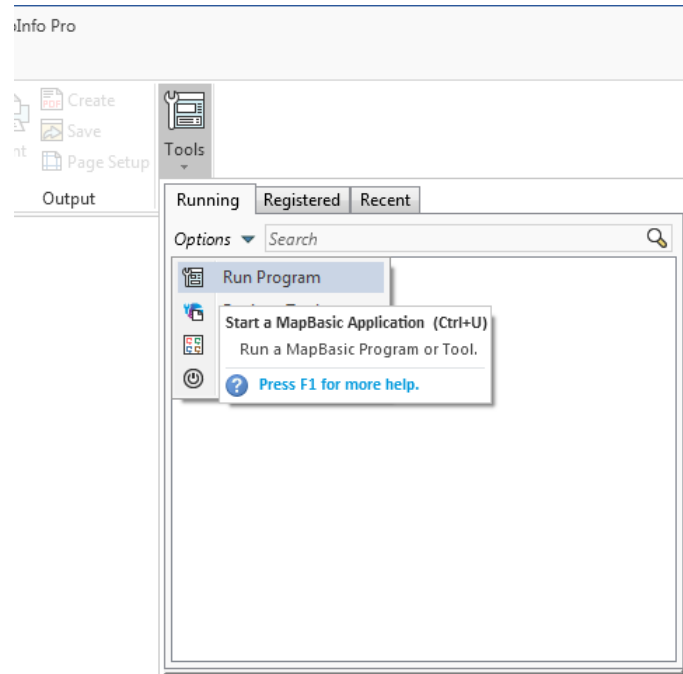 Info Pro
Create
Save
Page Setup
Output
Tools
Running Registered Recent
Options Search
Run Program
Start a MapBasic Application (Ctrl+U)
Run a MapBasic Program or Tool.
Press F1 for more help.